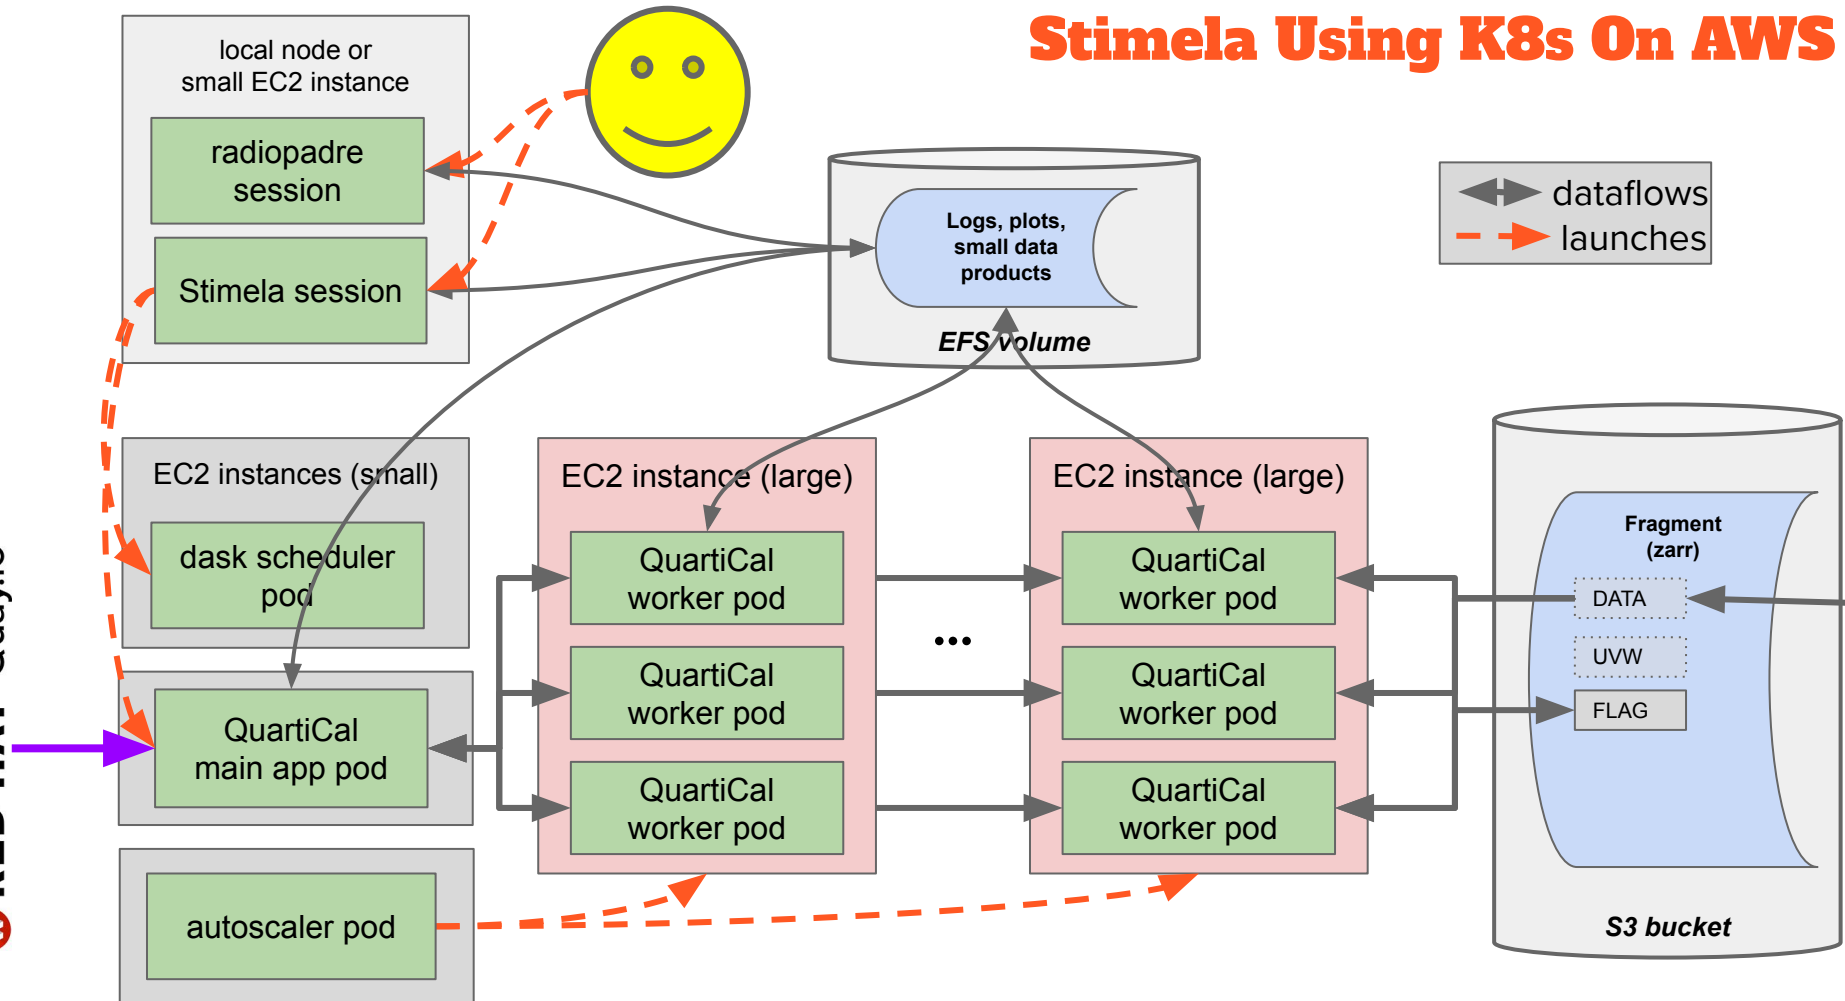 Stimela Using K8s On AWS
local node or
small EC2 instance
radiopadre
session
Stimela session
Logs, plots,
small data
products
EFS volume
dataflows
launches
EC2 instances (small)
dask scheduler
pod
QuartiCal
main app pod
autoscaler pod
EC2 instance (large)
QuartiCal
worker pod
QuartiCal
worker pod
QuartiCal
worker pod
...
EC2 instance (large)
QuartiCal
worker pod
QuartiCal
worker pod
QuartiCal
worker pod
Fragment
(zarr)
DATA
UVW
FLAG
S3 bucket